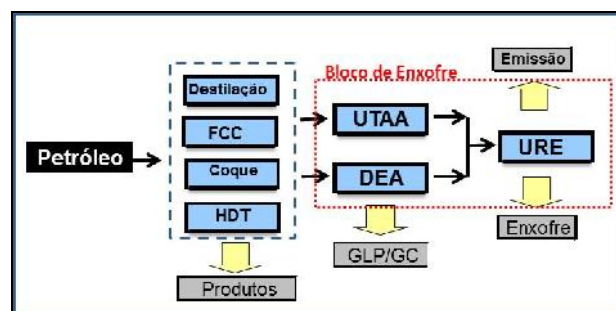 Emissão
Bloco de Enxofre
Destilação
FCC
UTAA
Petróleo
Coque
URE
DEA
HDT
Enxofre
GLP/GC
Produtos